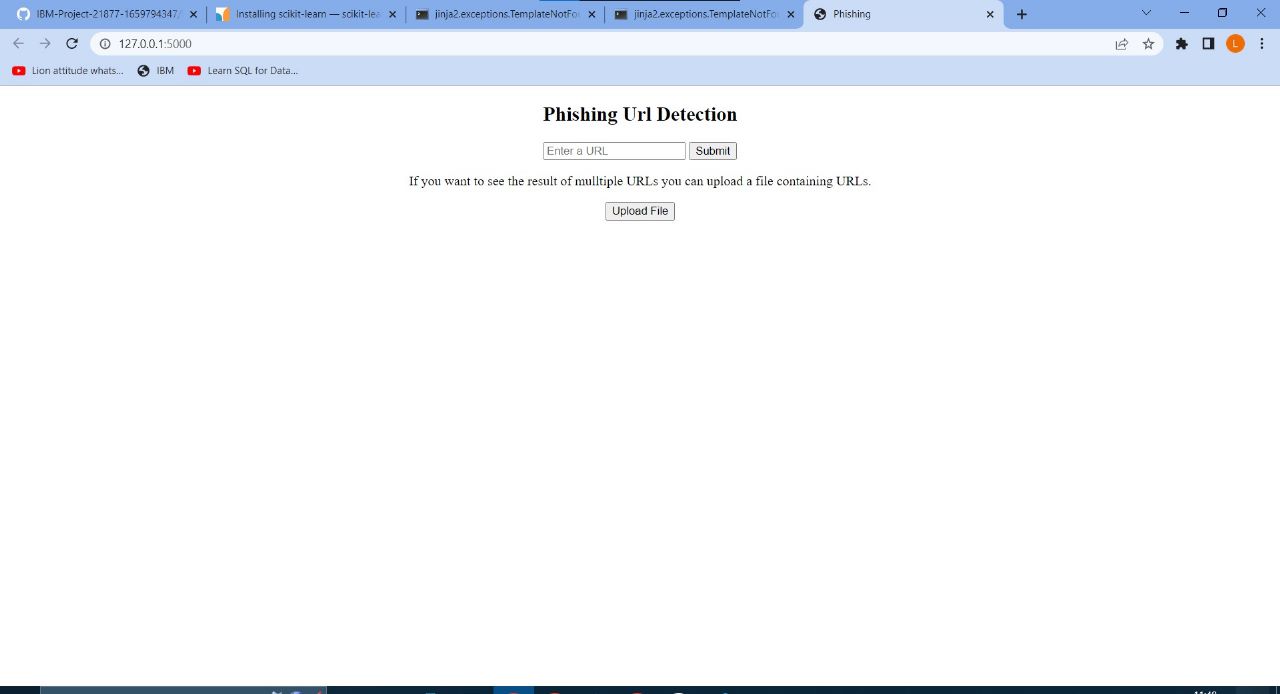 IBM-Project-21877-1659794347/
Installing scikit-learn — scikit-lea
jinja2.exceptions.TemplateNotFou
jinja2.exceptions.TemplateNotFou
Phishing
127.0.0.1:5000
L
Lion attitude whats...
IBM
Learn SQL for Data...
Phishing Url Detection
Enter a URL
Submit
If you want to see the result of mulltiple URLs you can upload a file containing URLs.
Upload File